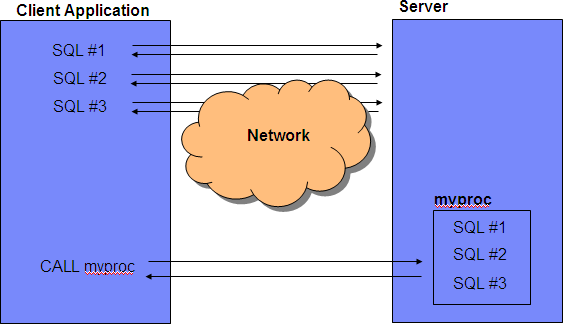 Client Application
Server
SQL #1
SQL #2
SQL #3
Network
myproc
SQL #1
SQL #2
SQL #3
CALL myproc